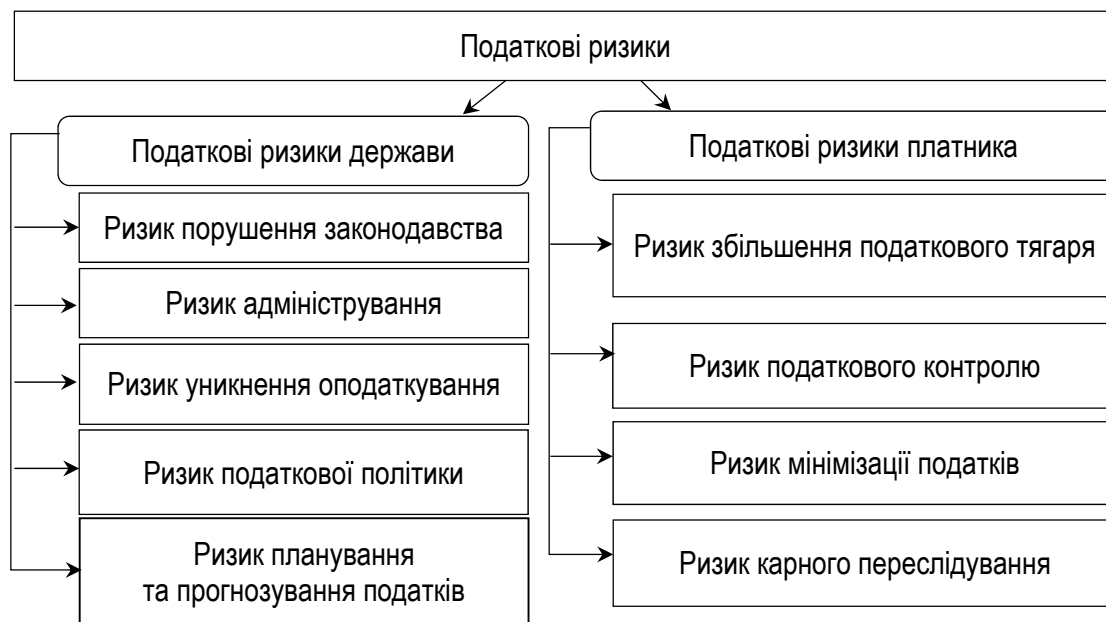 Податкові ризики
Податкові ризики держави
Ризик порушення законодавства
Ризик адміністрування
Ризик уникнення оподаткування
Ризик податкової політики
Ризик планування
та прогнозування податків
Податкові ризики платника
Ризик збільшення податкового тягаря
Ризик податкового контролю
Ризик мінімізації податків
Ризик карного переслідування